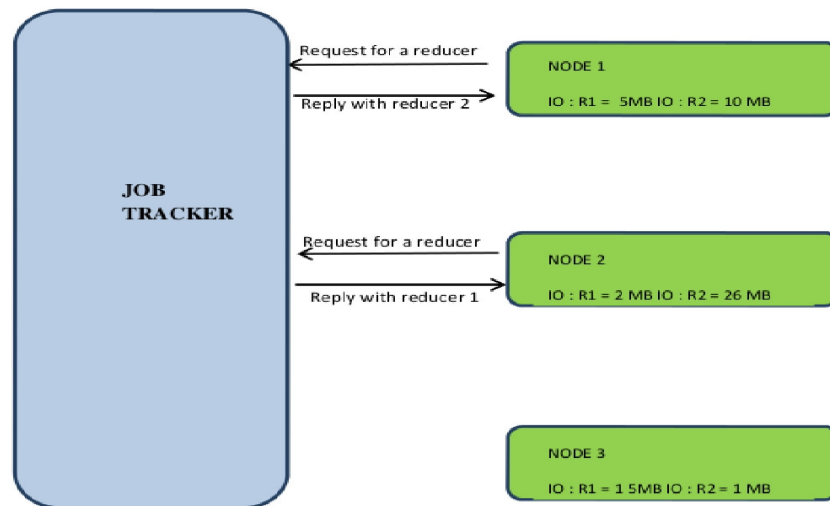 Request for a reducer
NODE 1
Reply with reducer 2
IO : R1 = 5MB IO : R2 = 10 MB
JOB
TRACKER
Request for a reducer
NODE 2
Reply with reducer 1
IO : R1 = 2 MB IO : R2 = 26 MB
NODE 3
IO : R1 = 1 5MB IO : R2 = 1 MB